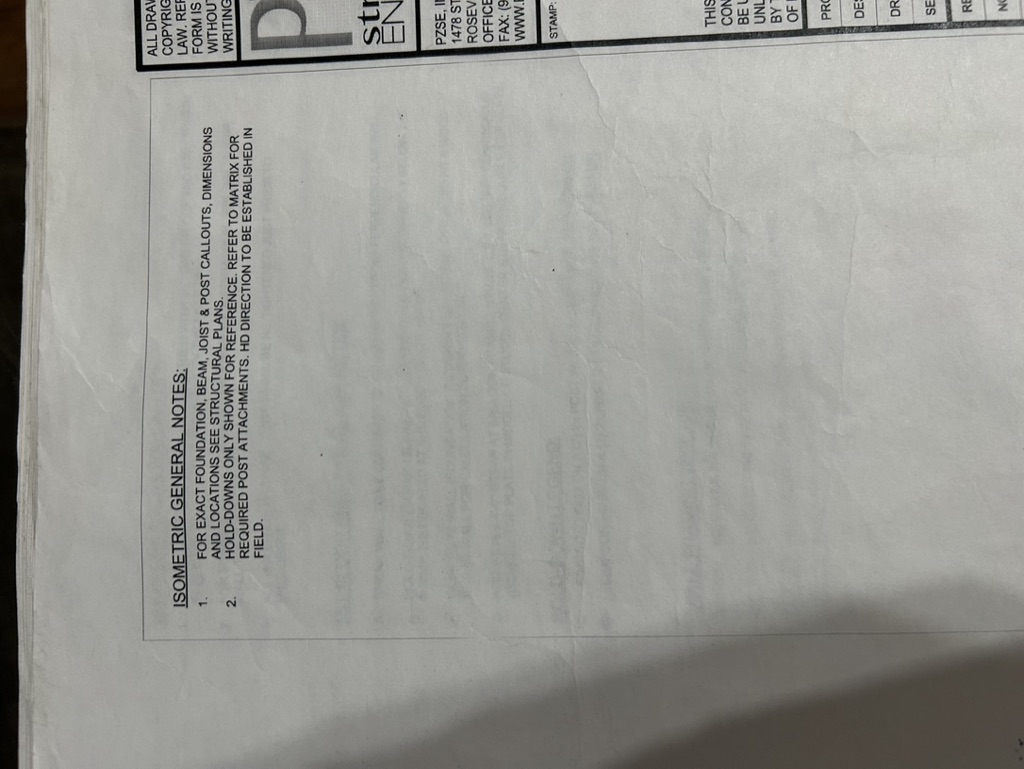 ISOMETRIC GENERAL NOTES:
1. FOR EXACT FOUNDATION, BEAM, JOIST & POST CALLOUTS, DIMENSIONS
AND LOCATIONS SEE STRUCTURAL PLANS.
2. HOLD-DOWNS ONLY SHOWN FOR REFERENCE. REFER TO MATRIX FOR
REQUIRED POST ATTACHMENTS. HD DIRECTION TO BE ESTABLISHED IN
FIELD.
ALL DRAW
COPYRIG
LAW. REP
FORM IS
WITHOUT
WRITING
p
str
EN
PZSE, I
1478 ST
ROSEV
OFFICE
FAX: (9
WWW.
STAMP:
THIS
CON
BE U
UNL
BY T
OF
PRO
DES
DR
SE
RE
NO